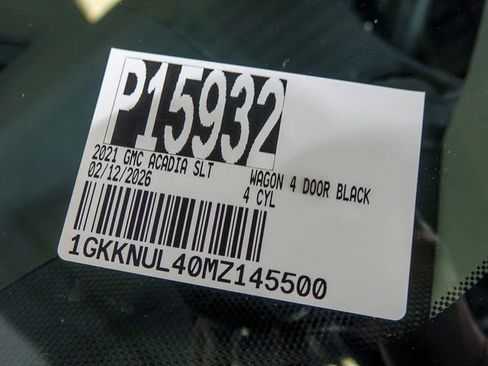 P15932
2021 GMC ACADIA SLT WAGON 4 DOOR BLACK
02/12/2026 4 CYL
1GKKNUL40MZ145500